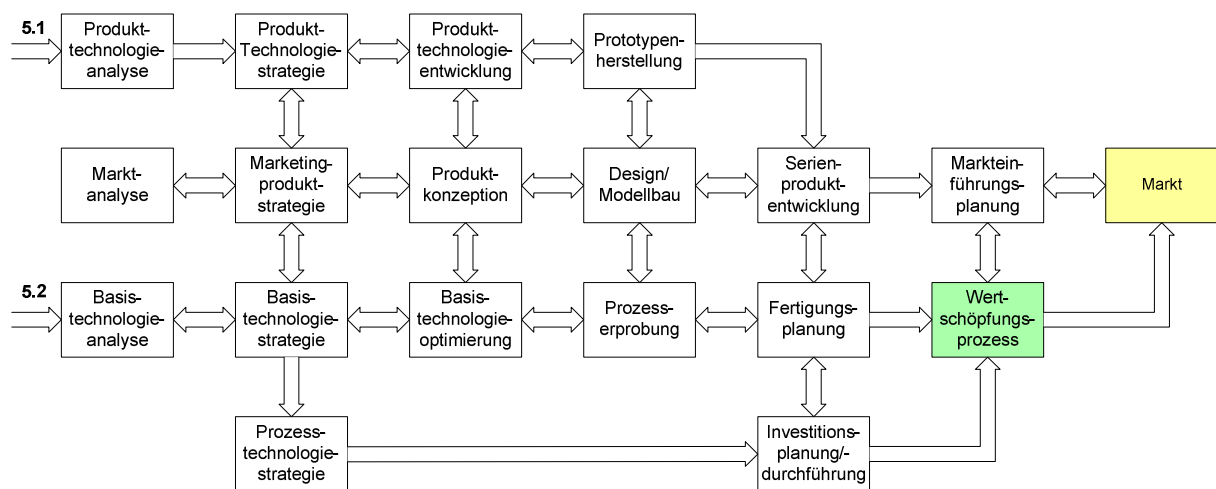 5.1
Produkt-
technologie-
analyse
Produkt-
Technologie-
strategie
Produkt-
technologie-
entwicklung
Prototypen-
herstellung
Markt-
analyse
Marketing-
produkt-
strategie
Produkt-
konzeption
Design/
Modellbau
Serien-
produkt-
entwicklung
Marktein-
führungs-
planung
Markt
5.2
Basis-
technologie-
analyse
Basis-
technologie-
strategie
Basis-
technologie-
optimierung
Prozess-
erprobung
Fertigungs-
planung
Wert-
schöpfungs-
prozess
Prozess-
technologie-
strategie
Investitions-
planung/-
durchführung